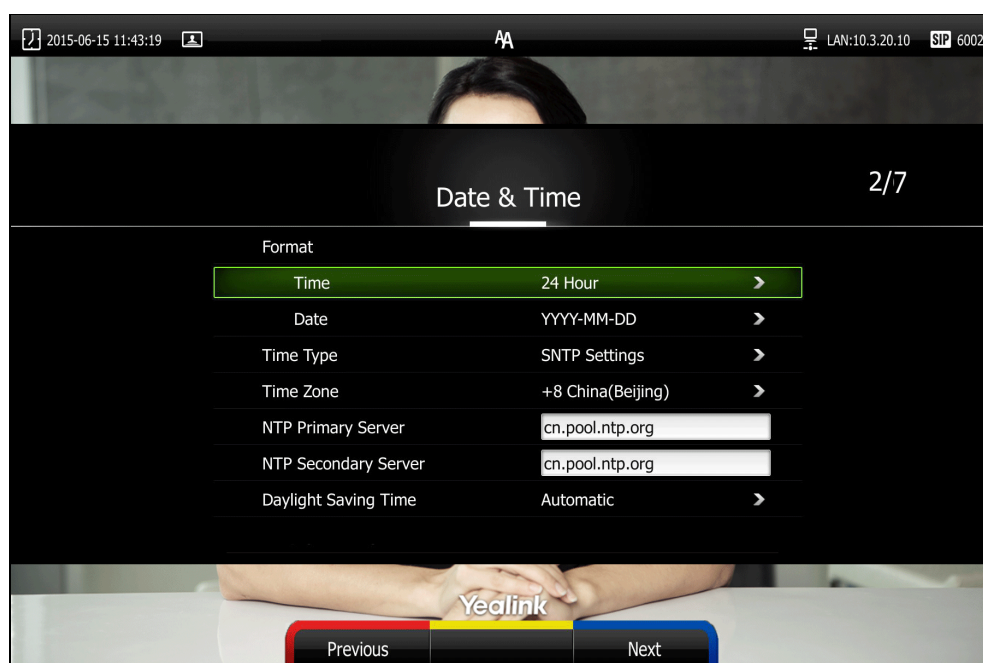 2015-06-15 11:43:19 AA LAN:10.3.20.10 SIP 6002
Date & Time 2/7
Format
Time 24 Hour
Date YYYY-MM-DD
Time Type SNTP Settings
Time Zone +8 China(Beijing)
NTP Primary Server cn.pool.ntp.org
NTP Secondary Server cn.pool.ntp.org
Daylight Saving Time Automatic
Yealink
Previous Next